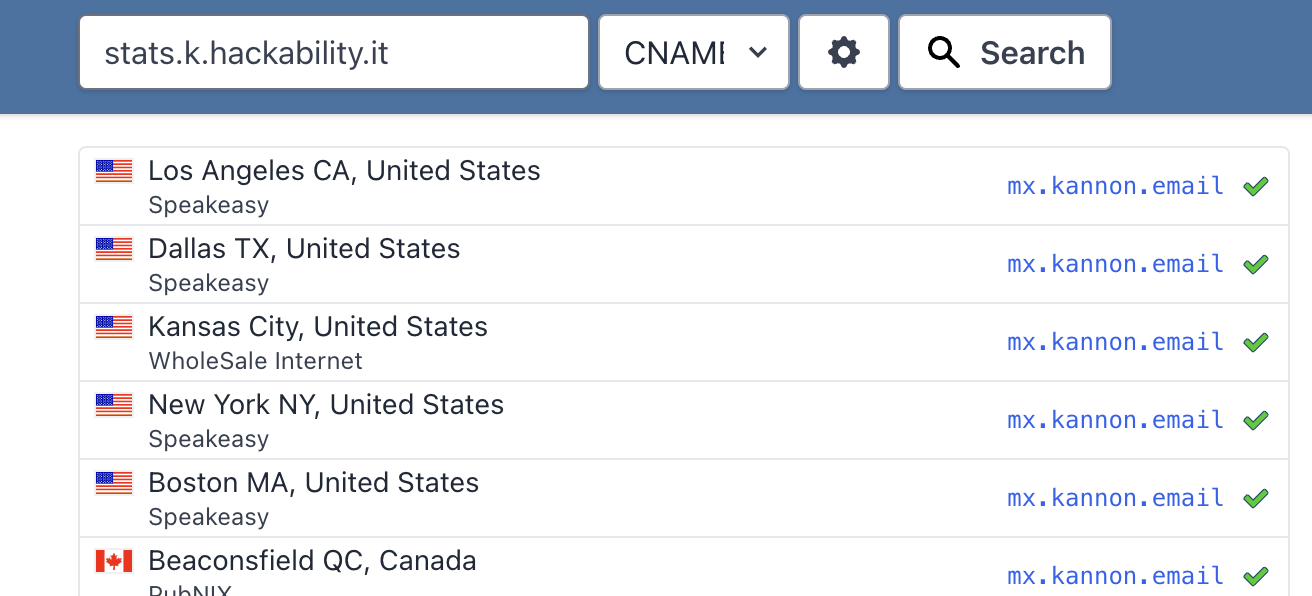 stats.k.hackability.it CNAME Search
Los Angeles CA, United States
Speakeasy mx.kannon.email
Dallas TX, United States
Speakeasy mx.kannon.email
Kansas City, United States
WholeSale Internet mx.kannon.email
New York NY, United States
Speakeasy mx.kannon.email
Boston MA, United States
Speakeasy mx.kannon.email
Beaconsfield QC, Canada
PubNIX mx.kannon.email